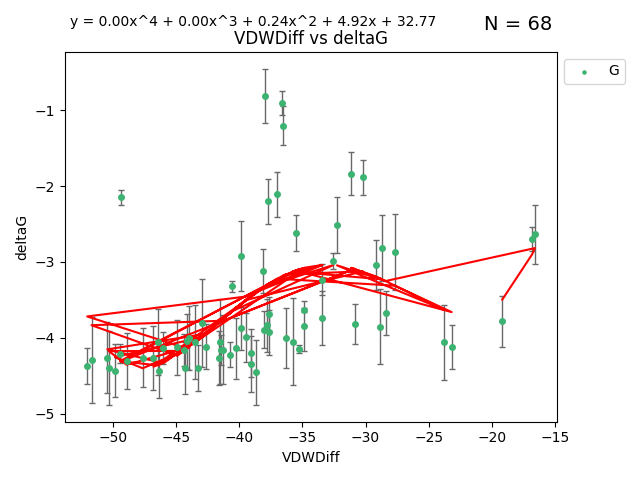 y = 0.00x^4 + 0.00x^3 + 0.24x^2 + 4.92x + 32.77
N = 68
VDWDiff vs deltaG
G
−1
−2
−3
−4
−5
deltaG
−50 −45 −40 −35 −30 −25 −20 −15
VDWDiff